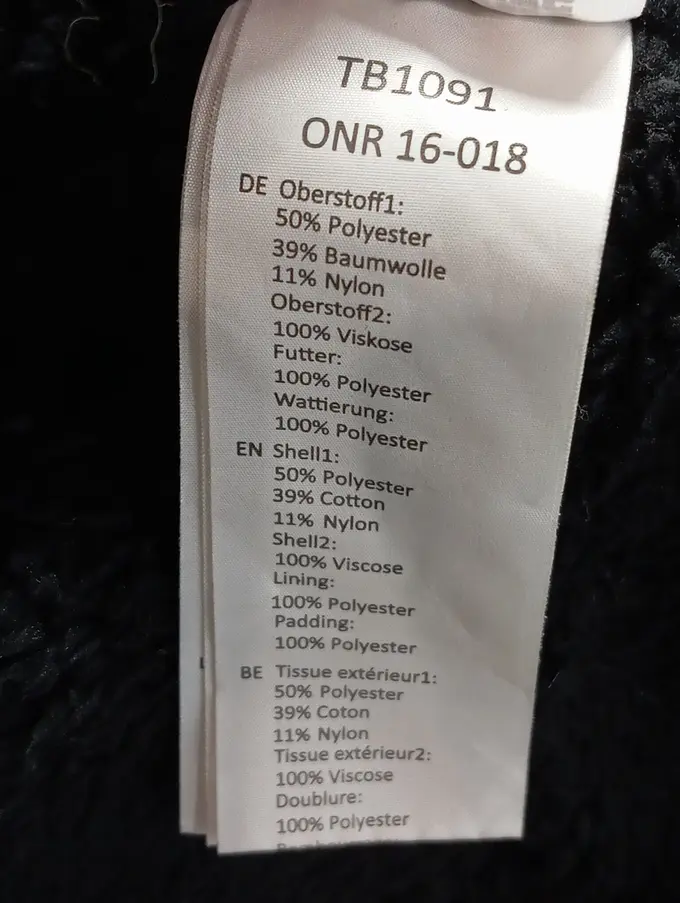 TB1091
ONR 16-018
DE Oberstoff1:
50% Polyester
39% Baumwolle
11% Nylon
Oberstoff2:
100% Viskose
Futter:
100% Polyester
Wattierung:
100% Polyester
EN Shell1:
50% Polyester
39% Cotton
11% Nylon
Shell2:
100% Viscose
Lining:
100% Polyester
Padding:
100% Polyester
BE Tissue extérieur1:
50% Polyester
39% Coton
11% Nylon
Tissue extérieur2:
100% Viscose
Doublure:
100% Polyester